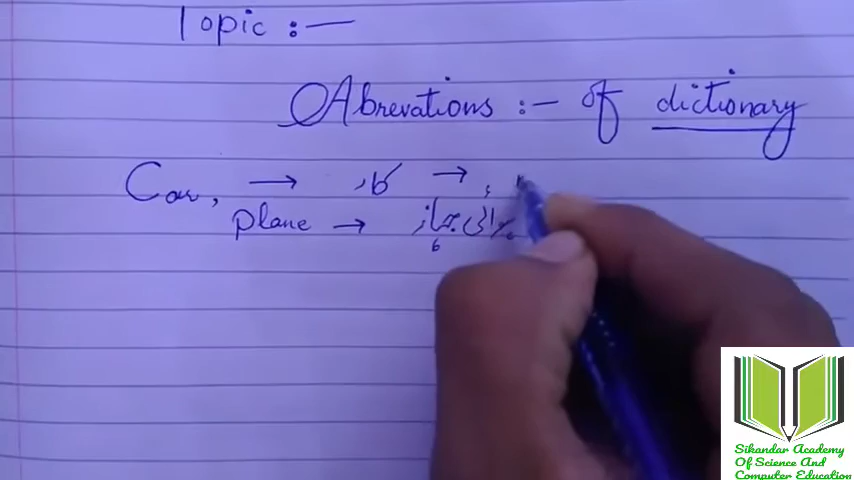 Topic :—
Abrevations :— of dictionary
Car, → کار →
plane → ہوائی جہاز
Sikandar Academy
Of Science And
Computer Education